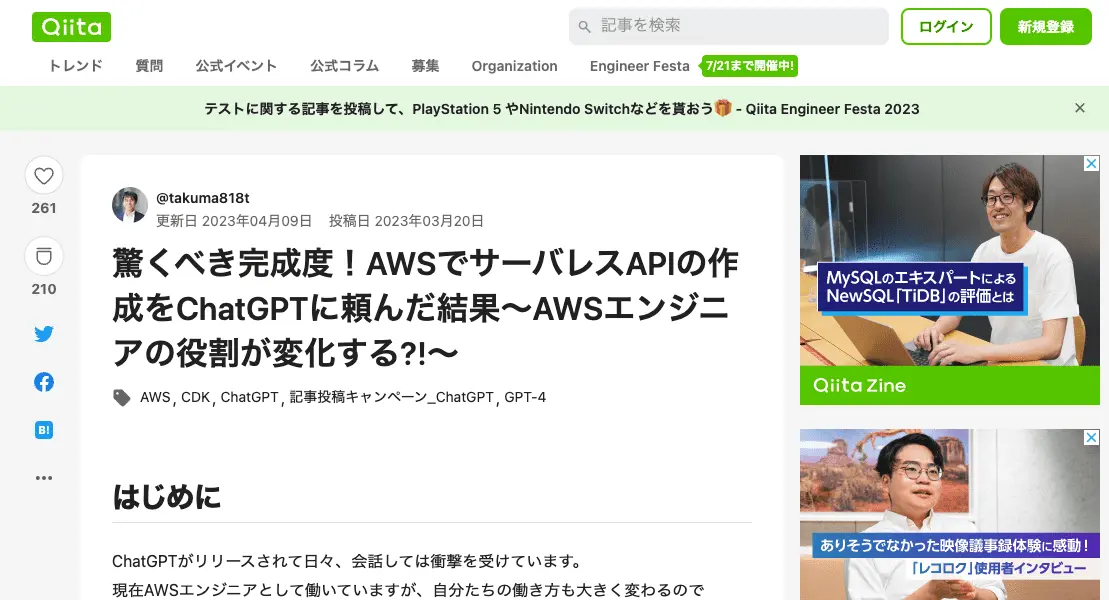 Qiita
記事を検索
ログイン
新規登録
トレンド
質問
公式イベント
公式コラム
募集
Organization
Engineer Festa
7/21まで開催中!
テストに関する記事を投稿して、PlayStation 5 やNintendo Switchなどを貰おう🎁 - Qiita Engineer Festa 2023
261
210
B!
@takuma818t
更新日 2023年04月09日 投稿日 2023年03月20日
驚くべき完成度！AWSでサーバレスAPIの作
成をChatGPTに頼んだ結果〜AWSエンジニ
アの役割が変化する?!〜
AWS, CDK, ChatGPT, 記事投稿キャンペーン_ChatGPT, GPT-4
はじめに
ChatGPTがリリースされて日々、会話しては衝撃を受けています。
現在AWSエンジニアとして働いていますが、自分たちの働き方も大きく変わるので
MySQLのエキスパートによる
NewSQL「TiDB」の評価とは
Qiita Zine
ありそうでなかった映像議事録体験に感動！
「レコロク」使用者インタビュー